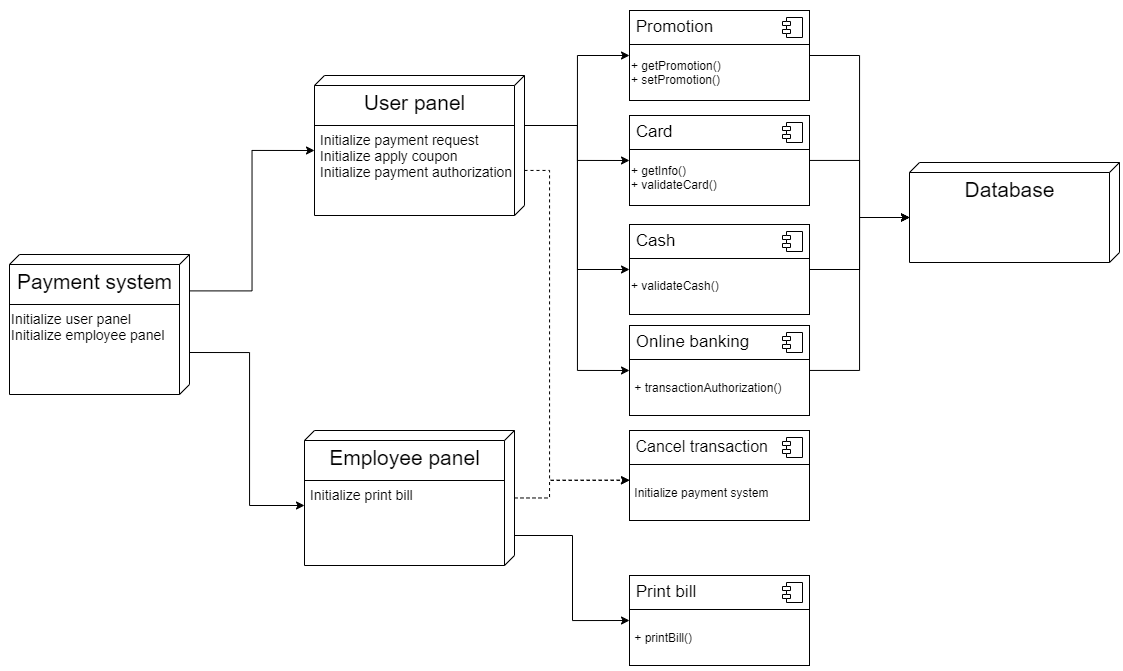 Payment system
Initialize user panel
Initialize employee panel
User panel
Initialize payment request
Initialize apply coupon
Initialize payment authorization
Employee panel
Initialize print bill
Promotion
+ getPromotion()
+ setPromotion()
Card
+ getInfo()
+ validateCard()
Cash
+ validateCash()
Online banking
+ transactionAuthorization()
Cancel transaction
Initialize payment system
Print bill
+ printBill()
Database